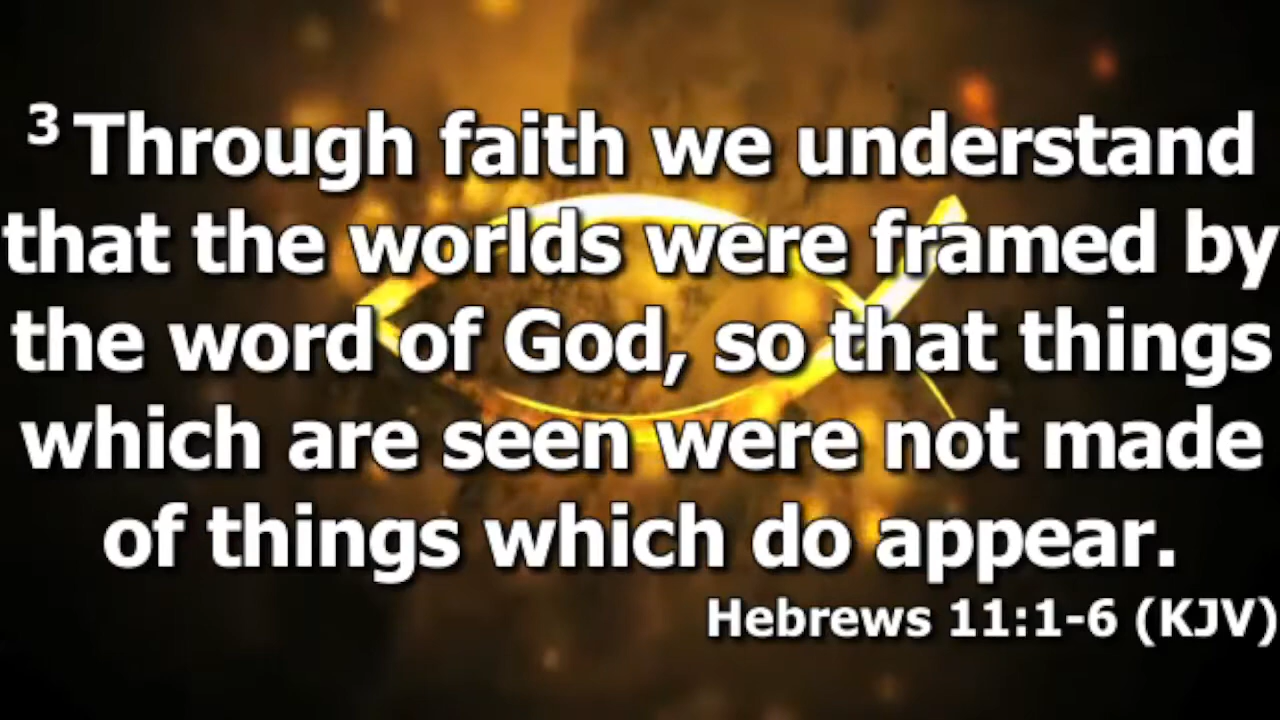 3 Through faith we understand
that the worlds were framed by
the word of God, so that things
which are seen were not made
of things which do appear.
Hebrews 11:1-6 (KJV)